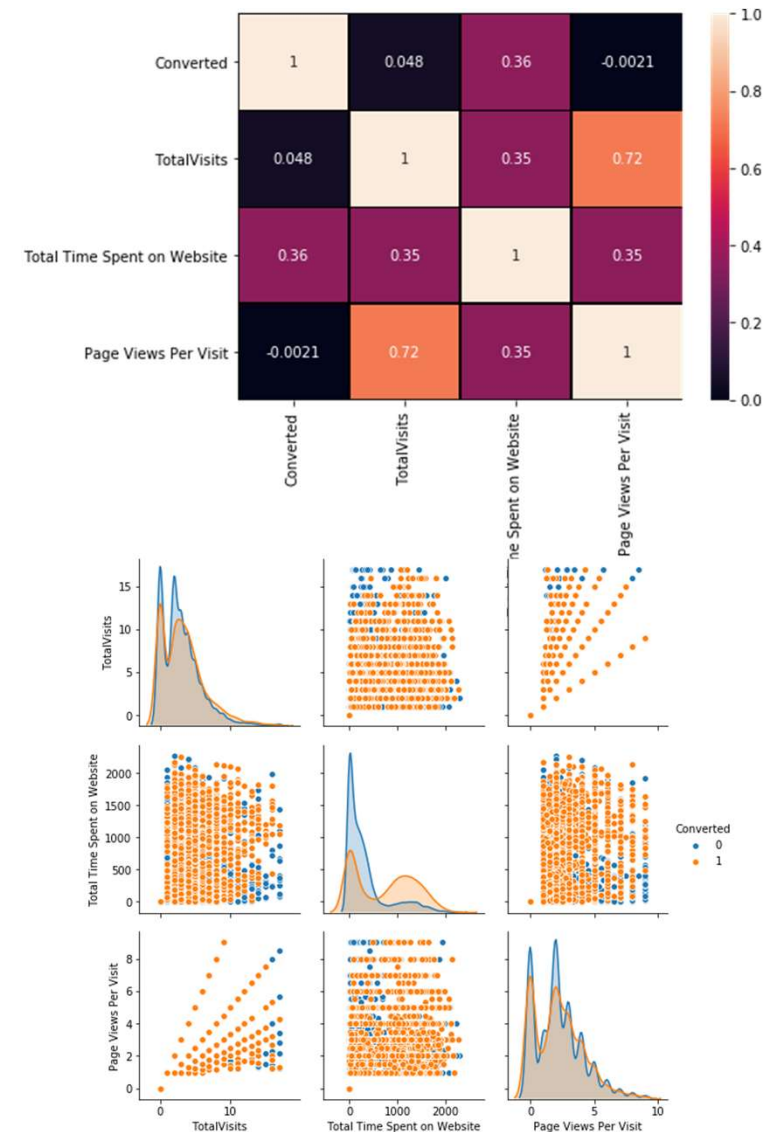 1.0
Converted
1
0.048
0.36
-0.0021
0.8
TotalVisits
0.048
1
0.35
0.72
0.6
0.4
Total Time Spent on Website
0.36
0.35
1
0.35
0.2
Page Views Per Visit
-0.0021
0.72
0.35
1
0.0
Converted
TotalVisits
ne Spent on Website
Page Views Per Visit
TotalVisits
15
10
5
0
Total Time Spent on Website
2000
1500
1000
500
0
Converted
0
1
Page Views Per Visit
8
6
4
2
0
0 10
TotalVisits
0 1000 2000
Total Time Spent on Website
0 5 10
Page Views Per Visit